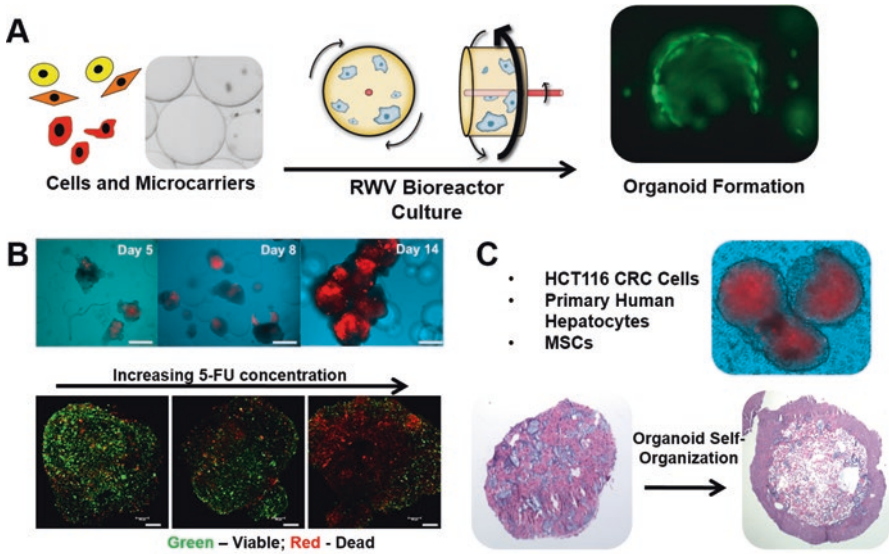 A
Cells and Microcarriers
RWV Bioreactor
Culture
Organoid Formation
B
Day 5
Day 8
Day 14
Increasing 5-FU concentration
Green – Viable; Red - Dead
C
• HCT116 CRC Cells
• Primary Human
Hepatocytes
• MSCs
Organoid Self-
Organization